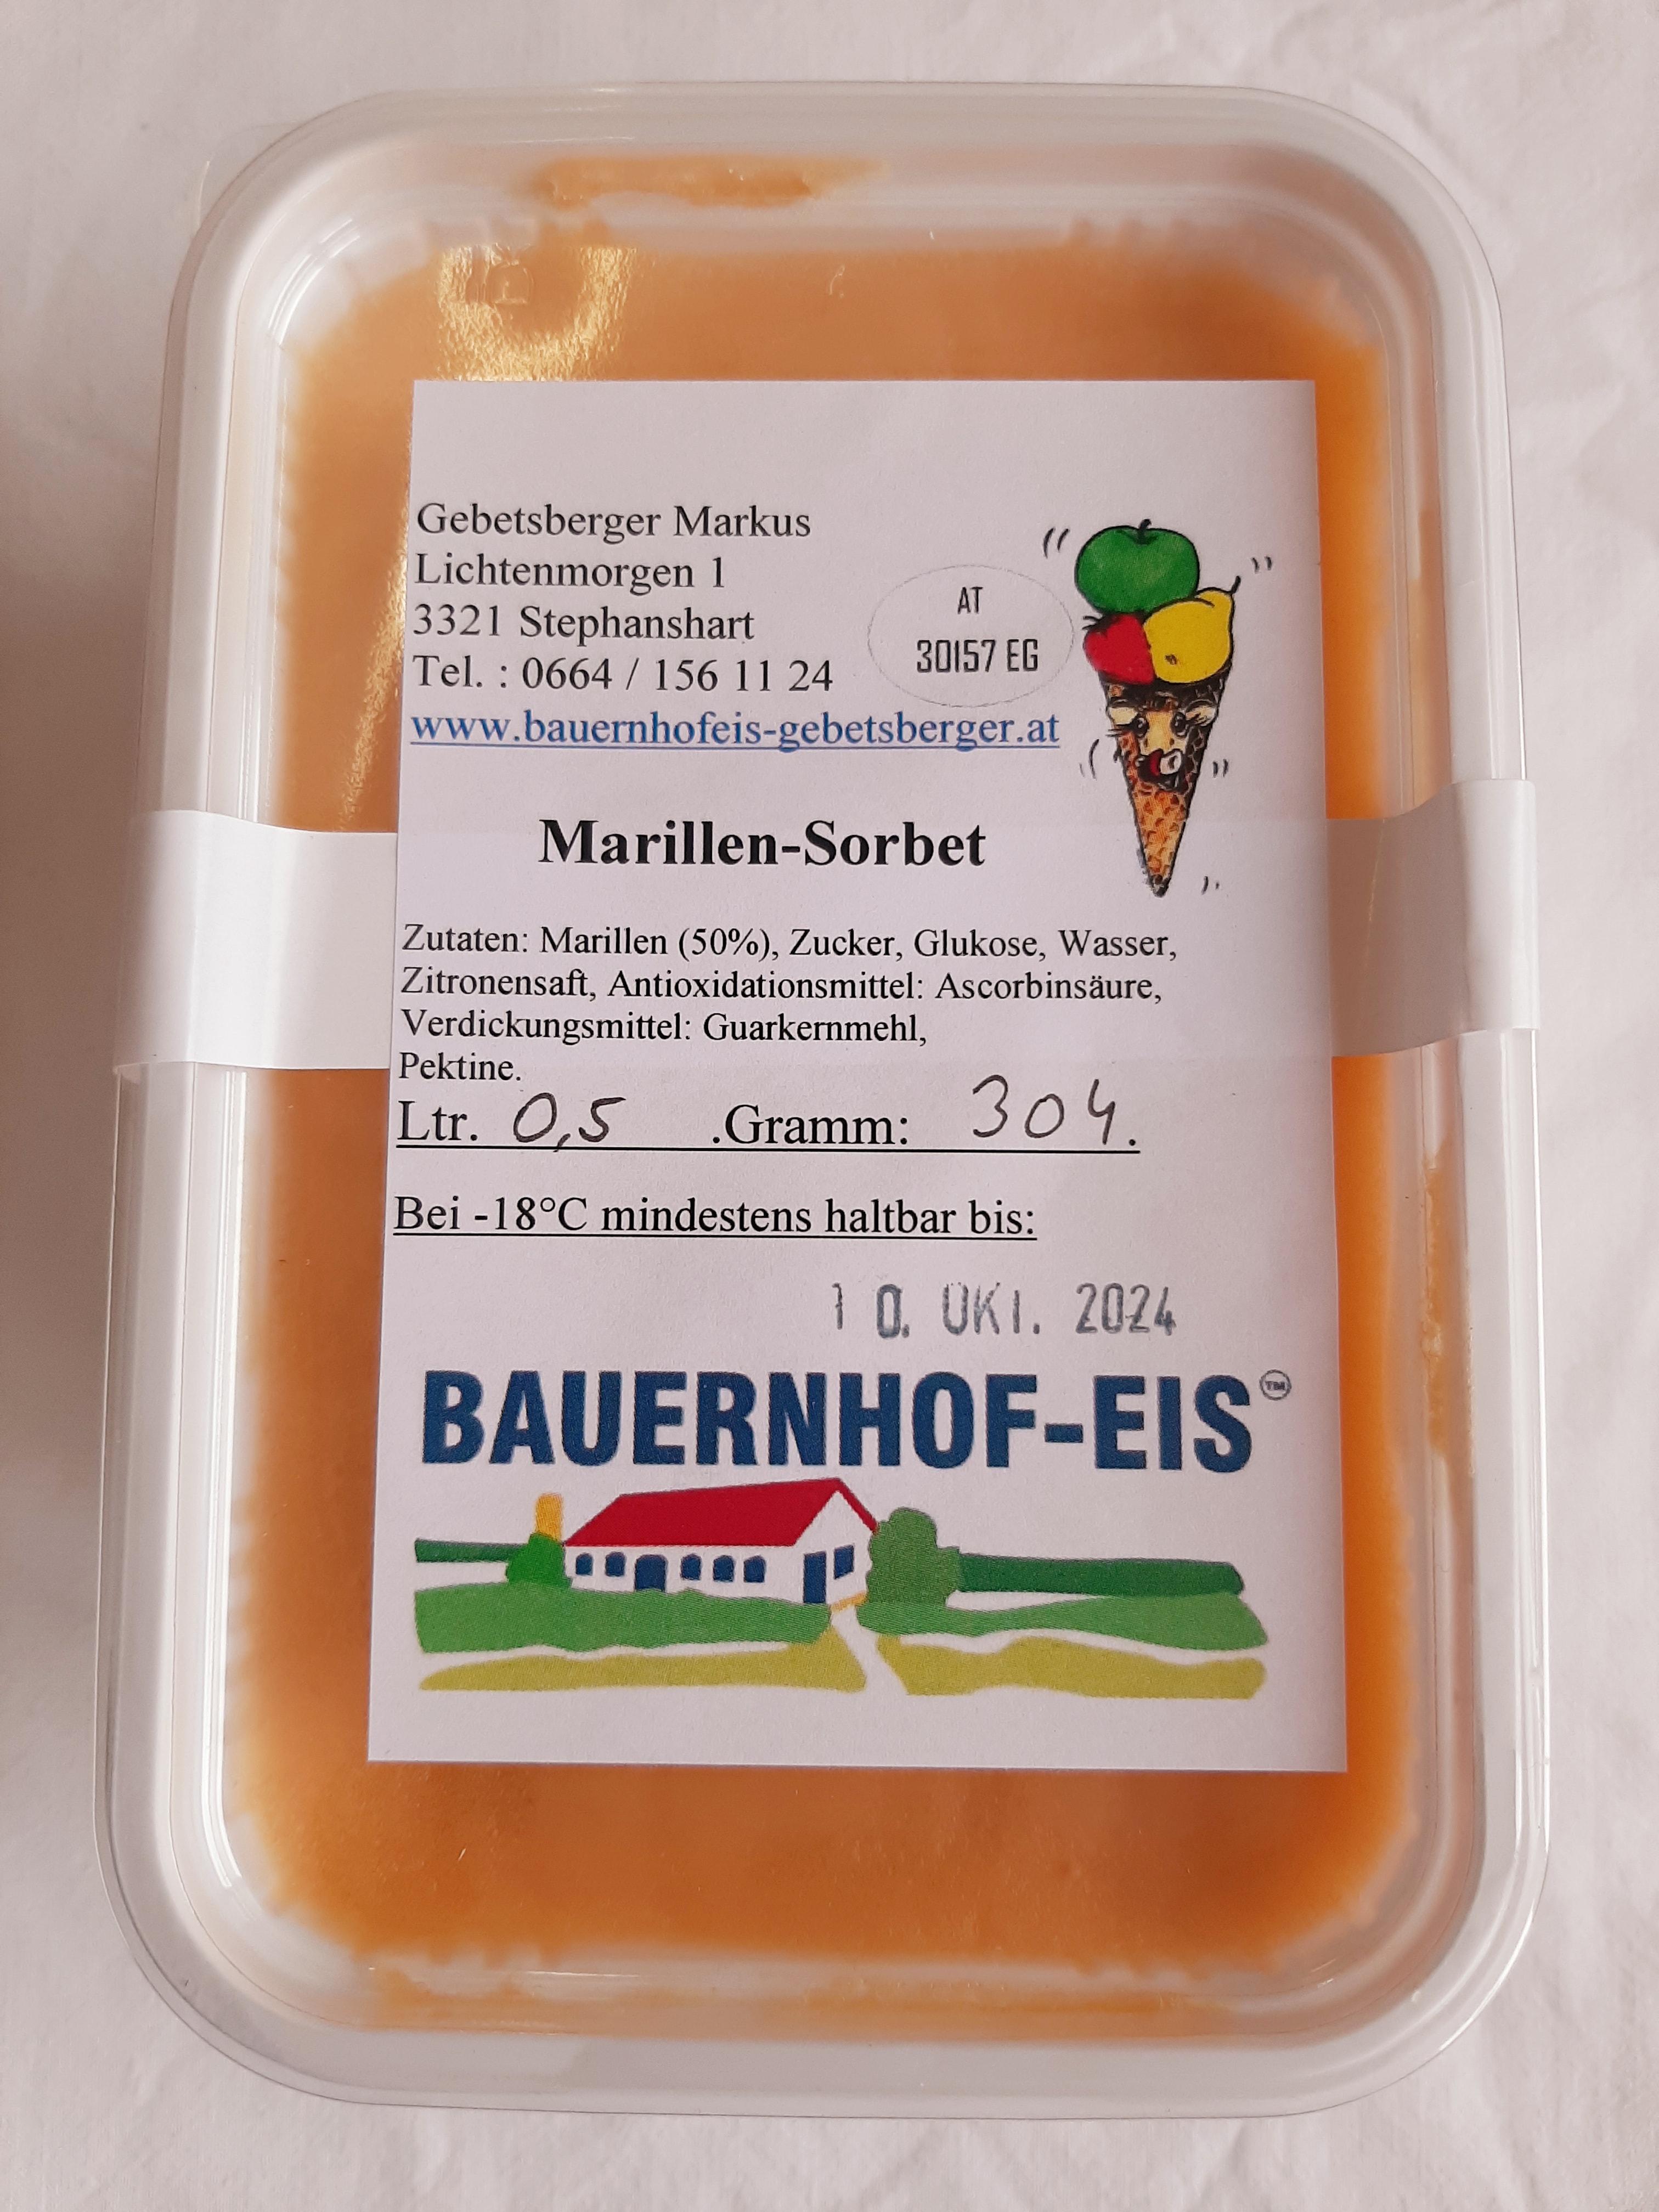 Gebetsberger Markus
Lichtenmorgen 1
3321 Stephanshart
Tel. : 0664 / 156 11 24
www.bauernhofeis-gebetsberger.at
AT
30157 EG
Marillen-Sorbet
Zutaten: Marillen (50%), Zucker, Glukose, Wasser,
Zitronensaft, Antioxidationsmittel: Ascorbinsäure,
Verdickungsmittel: Guarkernmehl,
Pektine.
Ltr. 0,5 .Gramm: 304.
Bei -18°C mindestens haltbar bis:
10. OKT. 2024
BAUERNHOF-EIS™